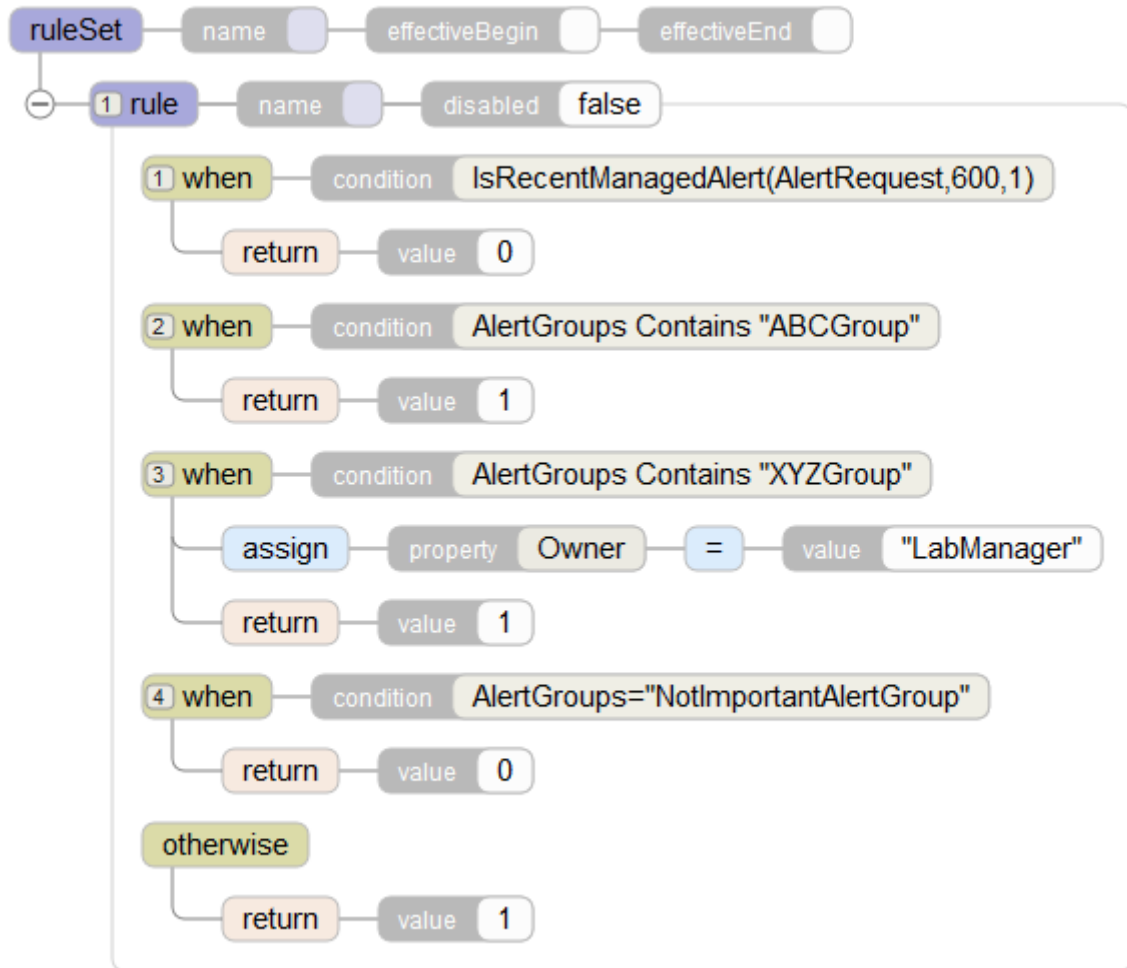 ruleSet name effectiveBegin effectiveEnd
1 rule name disabled false
1 when condition IsRecentManagedAlert(AlertRequest,600,1)
return value 0
2 when condition AlertGroups Contains "ABCGroup"
return value 1
3 when condition AlertGroups Contains "XYZGroup"
assign property Owner = value "LabManager"
return value 1
4 when condition AlertGroups="NotImportantAlertGroup"
return value 0
otherwise
return value 1